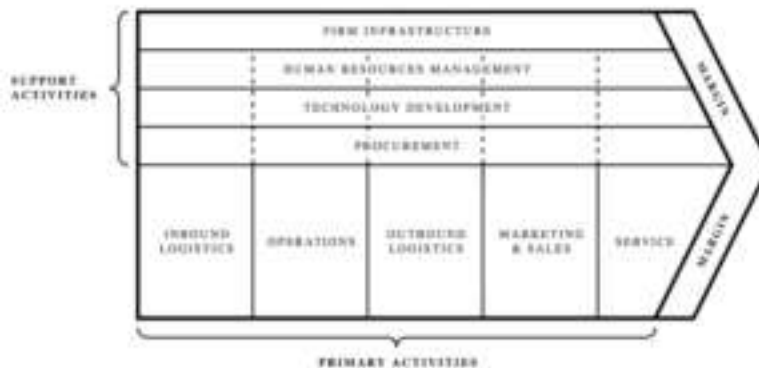 FIRM INFRASTRUCTURE
HUMAN RESOURCES MANAGEMENT
TECHNOLOGY DEVELOPMENT
PROCUREMENT
SUPPORT
ACTIVITIES
MARGIN
INBOUND
LOGISTICS
OPERATIONS
OUTBOUND
LOGISTICS
MARKETING
& SALES
SERVICE
MARGIN
PRIMARY ACTIVITIES